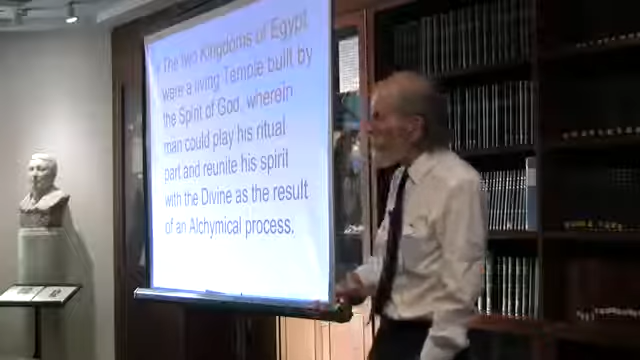 The two Kingdoms of Egypt
were a living Temple built by
the Spirit of God, wherein
man could play his ritual
part and reunite his spirit
with the Divine as the result
of an Alchymical process.